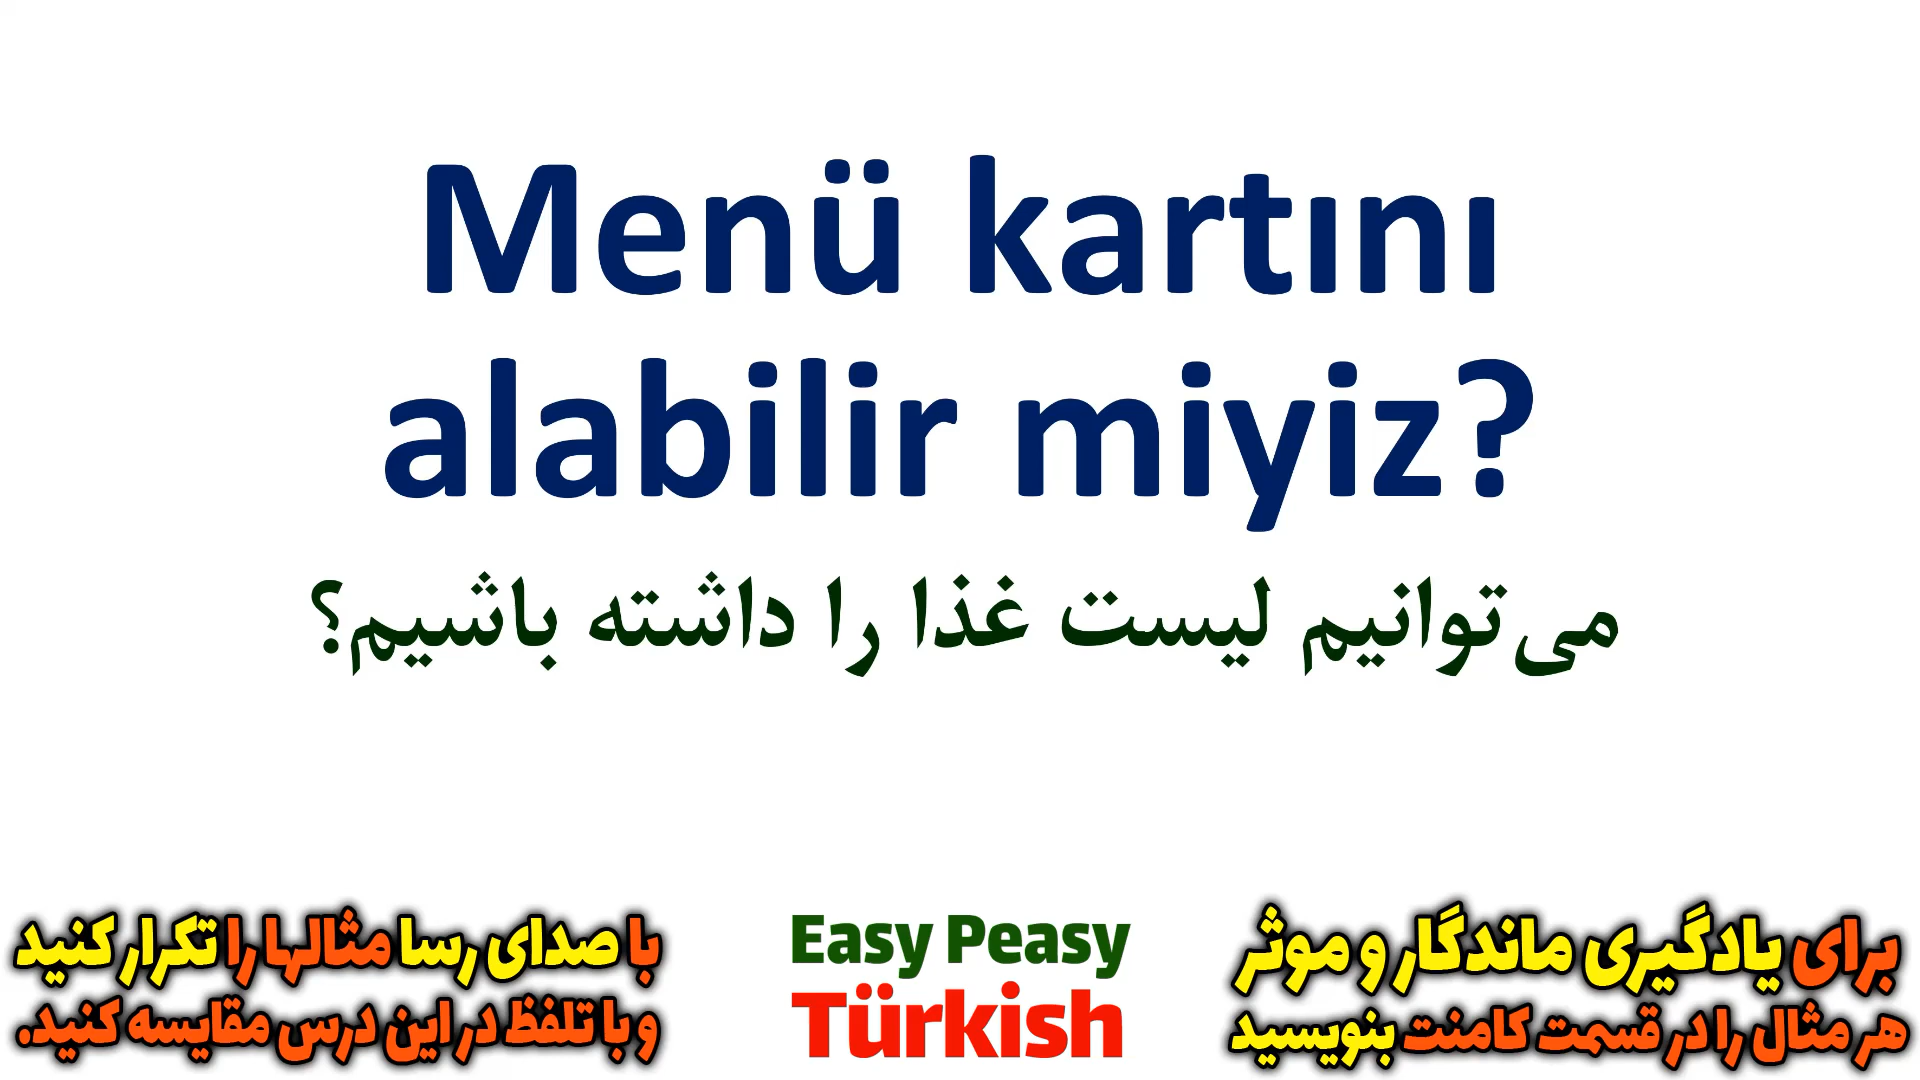 Menü kartını
alabilir miyiz?
می‌توانیم لیست غذا را داشته باشیم؟
برای یادگیری ماندگار و موثر
هر مثال را در قسمت کامنت بنویسید
Easy Peasy
Türkish
با صدای رسا مثالها را تکرار کنید
و با تلفظ در این درس مقایسه کنید.